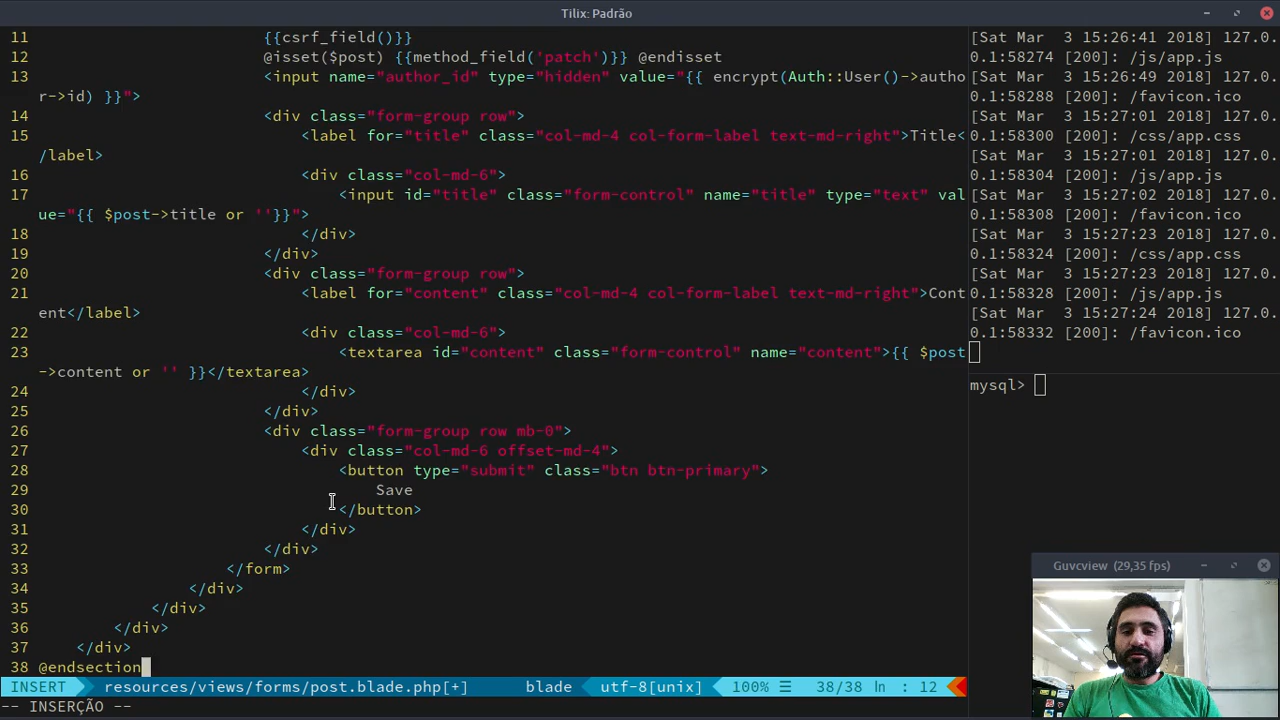 Tilix: Padrão
11 {{csrf_field()}}
12 @isset($post) {{method_field('patch')}} @endisset
13 <input name="author_id" type="hidden" value="{{ encrypt(Auth::User()->autho
r->id) }}">
14 <div class="form-group row">
15 <label for="title" class="col-md-4 col-form-label text-md-right">Title<
/label>
16 <div class="col-md-6">
17 <input id="title" class="form-control" name="title" type="text" val
ue="{{ $post->title or ''}}">
18 </div>
19 </div>
20 <div class="form-group row">
21 <label for="content" class="col-md-4 col-form-label text-md-right">Cont
ent</label>
22 <div class="col-md-6">
23 <textarea id="content" class="form-control" name="content">{{ $post
->content or '' }}</textarea>
24 </div>
25 </div>
26 <div class="form-group row mb-0">
27 <div class="col-md-6 offset-md-4">
28 <button type="submit" class="btn btn-primary">
29 Save
30 </button>
31 </div>
32 </div>
33 </form>
34 </div>
35 </div>
36 </div>
37 </div>
38 @endsection
INSERT resources/views/forms/post.blade.php[+] blade utf-8[unix] 100% ☰ 38/38 ln : 12
-- INSERÇÃO --
[Sat Mar 3 15:26:41 2018] 127.0.
0.1:58274 [200]: /js/app.js
[Sat Mar 3 15:26:49 2018] 127.0.
0.1:58288 [200]: /favicon.ico
[Sat Mar 3 15:27:01 2018] 127.0.
0.1:58300 [200]: /css/app.css
[Sat Mar 3 15:27:01 2018] 127.0.
0.1:58304 [200]: /js/app.js
[Sat Mar 3 15:27:02 2018] 127.0.
0.1:58308 [200]: /favicon.ico
[Sat Mar 3 15:27:23 2018] 127.0.
0.1:58324 [200]: /css/app.css
[Sat Mar 3 15:27:23 2018] 127.0.
0.1:58328 [200]: /js/app.js
[Sat Mar 3 15:27:24 2018] 127.0.
0.1:58332 [200]: /favicon.ico
mysql>
Guvcview (29,35 fps)